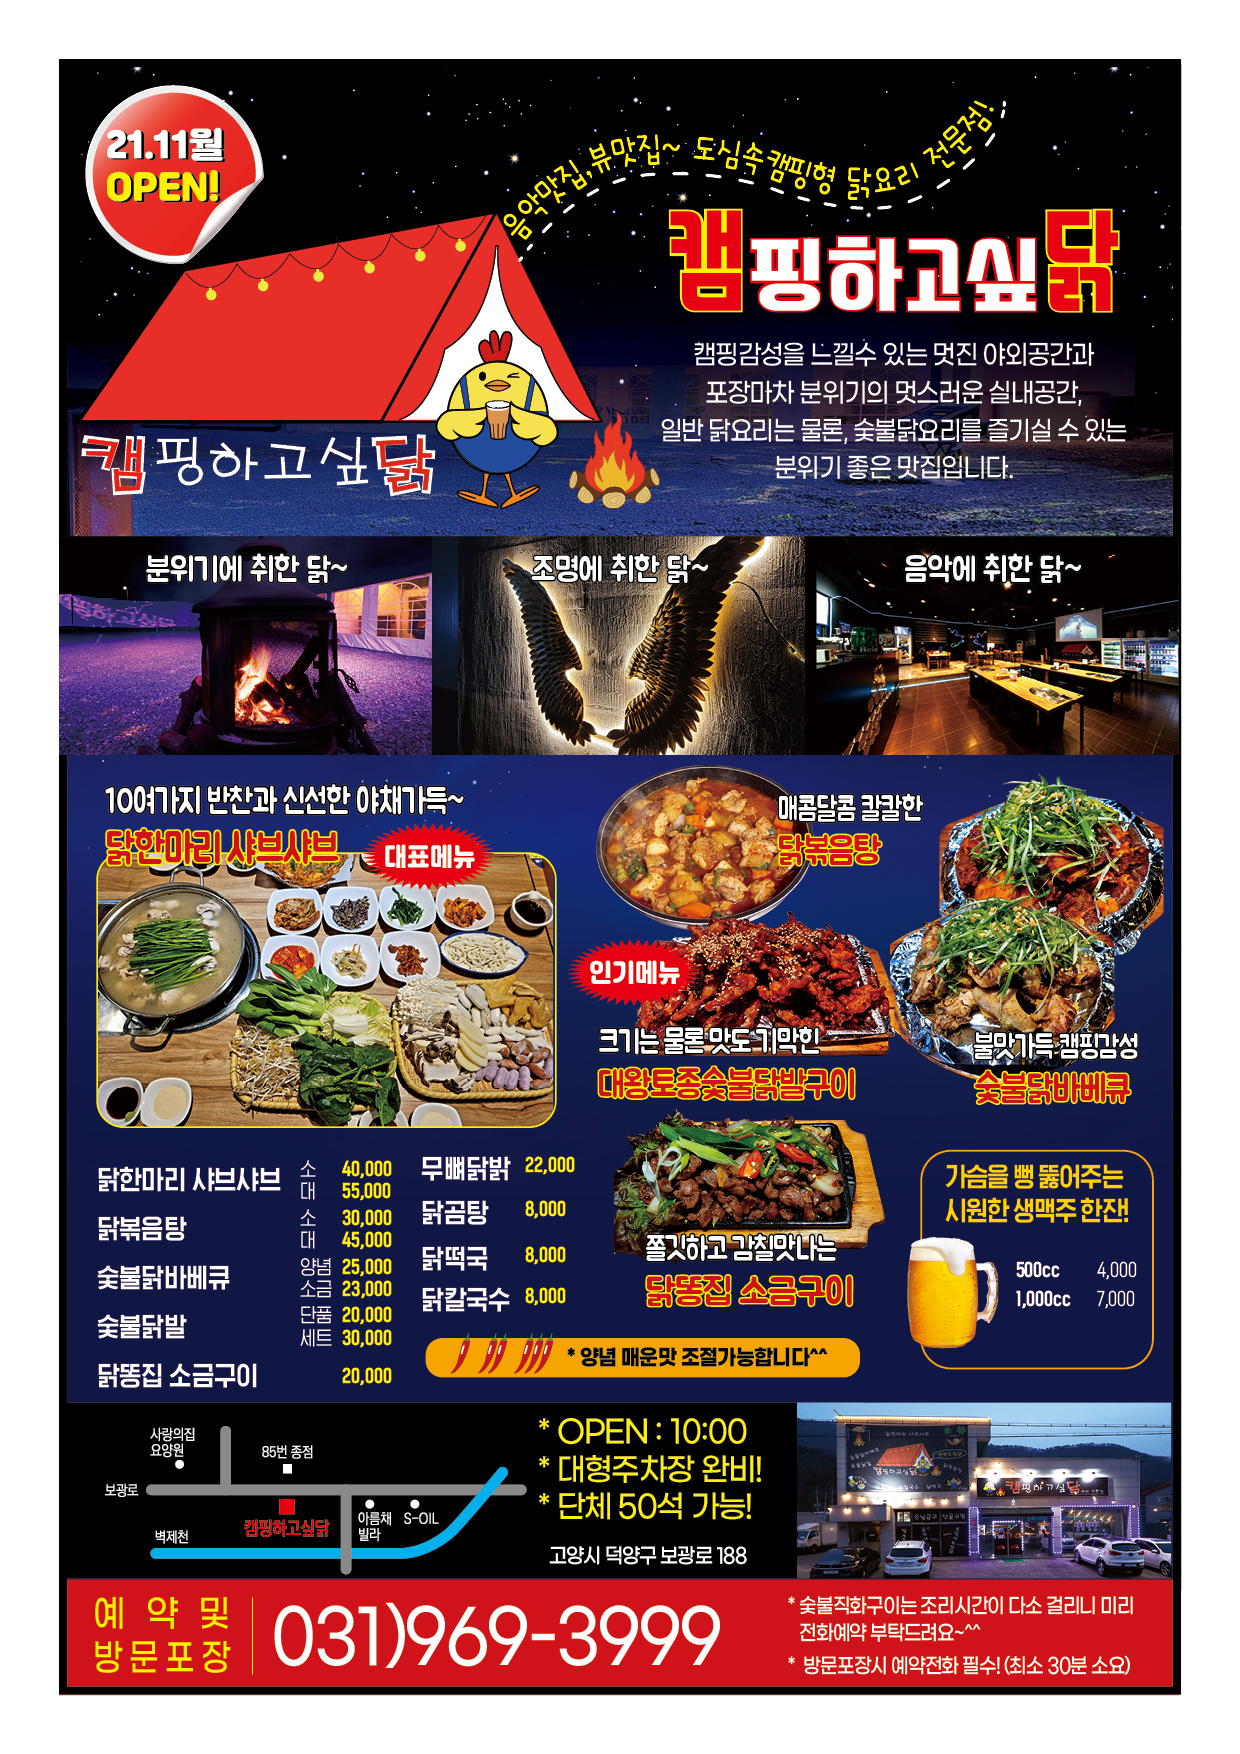 21.11월
OPEN!
음악맛집,뷰맛집~ 도심속캠핑형 닭요리 전문점!
캠핑하고싶닭
캠핑감성을 느낄수 있는 멋진 야외공간과
포장마차 분위기의 멋스러운 실내공간,
일반 닭요리는 물론, 숯불닭요리를 즐기실 수 있는
분위기 좋은 맛집입니다.
캠핑하고싶닭
분위기에 취한 닭~
조명에 취한 닭~
음악에 취한 닭~
10여가지 반찬과 신선한 야채가득~
닭한마리 샤브샤브
대표메뉴
매콤달콤 칼칼한
닭볶음탕
인기메뉴
크기는 물론 맛도 기막힌
대왕토종숯불닭발구이
불맛가득 캠핑감성
숯불닭바베큐
쫄깃하고 감칠맛나는
닭똥집 소금구이
닭한마리 샤브샤브 소 40,000
대 55,000
닭볶음탕 소 30,000
대 45,000
숯불닭바베큐 양념 25,000
소금 23,000
숯불닭발 단품 20,000
세트 30,000
닭똥집 소금구이 20,000
무뼈닭밝 22,000
닭곰탕 8,000
닭떡국 8,000
닭칼국수 8,000
* 양념 매운맛 조절가능합니다^^
가슴을 뻥 뚫어주는
시원한 생맥주 한잔!
500cc 4,000
1,000cc 7,000
사랑의집
요양원
85번 종점
보광로
캠핑하고싶닭
아름채
빌라
S-OIL
벽제천
* OPEN : 10:00
* 대형주차장 완비!
* 단체 50석 가능!
고양시 덕양구 보광로 188
캠핑하고싶닭
캠핑하고싶닭
예 약 및
방문포장
031)969-3999
* 숯불직화구이는 조리시간이 다소 걸리니 미리
전화예약 부탁드려요~^^
* 방문포장시 예약전화 필수! (최소 30분 소요)